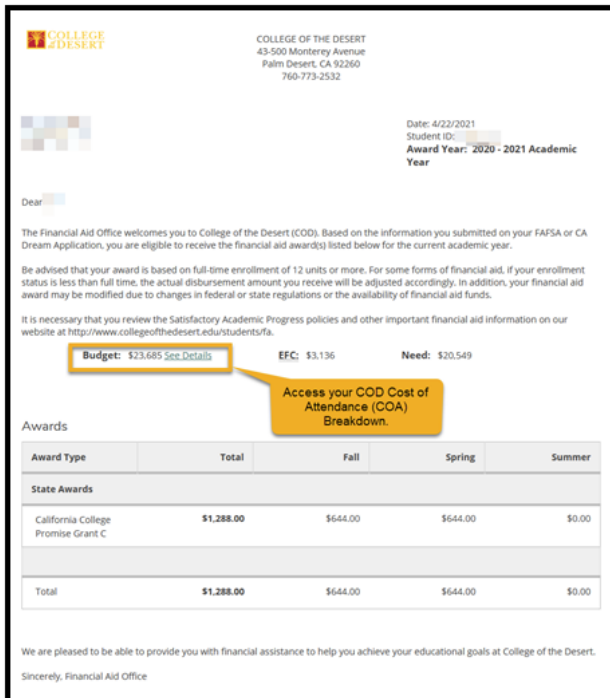 COLLEGE
of the DESERT
COLLEGE OF THE DESERT
43-500 Monterey Avenue
Palm Desert, CA 92260
760-773-2532
Date: 4/22/2021
Student ID:
Award Year: 2020 - 2021 Academic
Year
Dear
The Financial Aid Office welcomes you to College of the Desert (COD). Based on the information you submitted on your FAFSA or CA
Dream Application, you are eligible to receive the financial aid award(s) listed below for the current academic year.
Be advised that your award is based on full-time enrollment of 12 units or more. For some forms of financial aid, if your enrollment
status is less than full time, the actual disbursement amount you receive will be adjusted accordingly. In addition, your financial aid
award may be modified due to changes in federal or state regulations or the availability of financial aid funds.
It is necessary that you review the Satisfactory Academic Progress policies and other important financial aid information on our
website at http://www.collegeofthedesert.edu/students/fa.
Budget: $23,685 See Details EFC: $3,136 Need: $20,549
Access your COD Cost of
Attendance (COA)
Breakdown.
Awards
Award Type Total Fall Spring Summer
State Awards
California College
Promise Grant C
$1,288.00 $644.00 $644.00 $0.00
Total $1,288.00 $644.00 $644.00 $0.00
We are pleased to be able to provide you with financial assistance to help you achieve your educational goals at College of the Desert.
Sincerely, Financial Aid Office